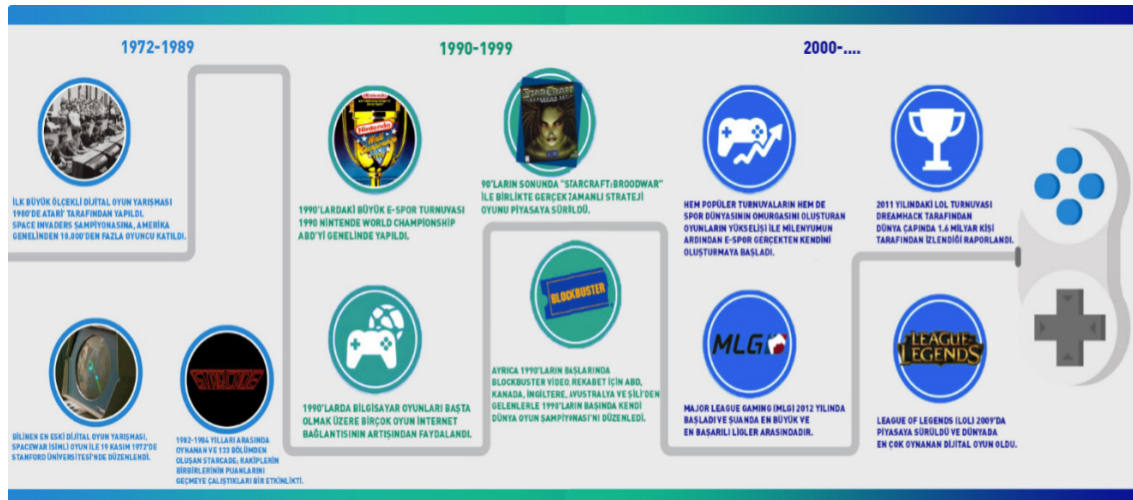 1972-1989
İLK BÜYÜK ÖLÇEKLİ DİJİTAL OYUN YARIŞMASI
1980'DE ATARİ TARAFINDAN YAPILDI.
SPACE INVADERS ŞAMPİYONASINA, AMERİKA
GENELİNDEN 10.000'DEN FAZLA OYUNCU KATILDI.
BİLİNEN EN ESKİ DİJİTAL OYUN YARIŞMASI,
SPACEWAR İSİMLİ OYUN İLE 19 KASIM 1972'DE
STANFORD ÜNİVERSİTESİ'NDE DÜZENLENDİ.
STARCADE
1982-1984 YILLARI ARASINDA
OYNANAN VE 133 BÖLÜMDEN
OLUŞAN STARCADE; RAKİPLERİN
BİRBİRLERİNİN PUANLARINI
GEÇMEYE ÇALIŞTIKLARI BİR ETKİNLİKTİ.
1990-1999
Nintendo
Nintendo
1990'LARDAKİ BÜYÜK E-SPOR TURNUVASI
1990 NINTENDE WORLD CHAMPIONSHIP
ABD'Yİ GENELİNDE YAPILDI.
STARCRAFT
90'LARIN SONUNDA "STARCRAFT:BROODWAR"
İLE BİRLİKTE GERÇEK ZAMANLI STRATEJİ
OYUNU PİYASAYA SÜRİLDÜ.
1990'LARDA BİLGİSAYAR OYUNLARI BAŞTA
OLMAK ÜZERE BİRÇOK OYUN INTERNET
BAĞLANTISININ ARTIŞINDAN FAYDALANDI.
BLOCKBUSTER
AYRICA 1990'LARIN BAŞLARINDA
BLOCKBUSTER VİDEO, REKABET İÇİN ABD,
KANADA, İNGİLTERE, AVUSTRALYA VE ŞİLİ'DEN
GELENLERLE 1990'LARIN BAŞINDA KENDİ
DÜNYA OYUN ŞAMPİYONASI'NI DÜZENLEDİ.
2000-....
HEM POPÜLER TURNUVALARIN HEM DE
SPOR DÜNYASININ OMURGASINI OLUŞTURAN
OYUNLARIN YÜKSELİŞİ İLE MİLENYUMUN
ARDINDAN E-SPOR GERÇEKTEN KENDİNİ
OLUŞTURMAYA BAŞLADI.
2011 YILINDAKİ LOL TURNUVASI
DREAMHACK TARAFINDAN
DÜNYA ÇAPINDA 1.6 MİLYAR KİŞİ
TARAFINDAN İZLENDİĞİ RAPORLANDI.
MLG
MAJOR LEAGUE GAMING (MLG) 2012 YILINDA
BAŞLADI VE ŞUANDA EN BÜYÜK VE
EN BAŞARILI LİGLER ARASINDADIR.
LEAGUE OF
LEGENDS
LEAGUE OF LEGENDS (LOL) 2009'DA
PİYASAYA SÜRÜLDÜ VE DÜNYADA
EN ÇOK OYNANAN DİJİTAL OYUN OLDU.